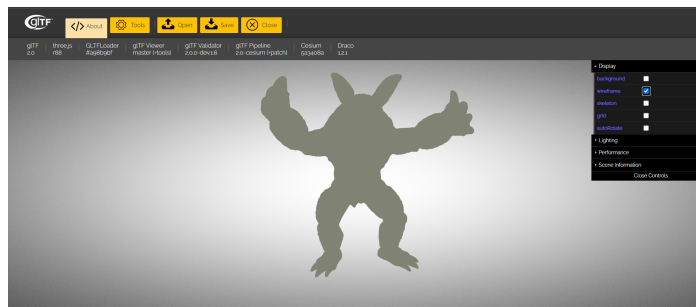 glTF
About
Tools
Open
Save
Close
glTF three.js GLTFLoader glTF Viewer glTF Validator glTF Pipeline Cesium Draco
2.0 r88 #a98b9bf master (+tools) 2.0.0-dev.1.6 2.0-cesium (+patch) 5a3408a 1.2.1
Display
background
wireframe
skeleton
grid
autoRotate
Lighting
Performance
Scene Information
Close Controls